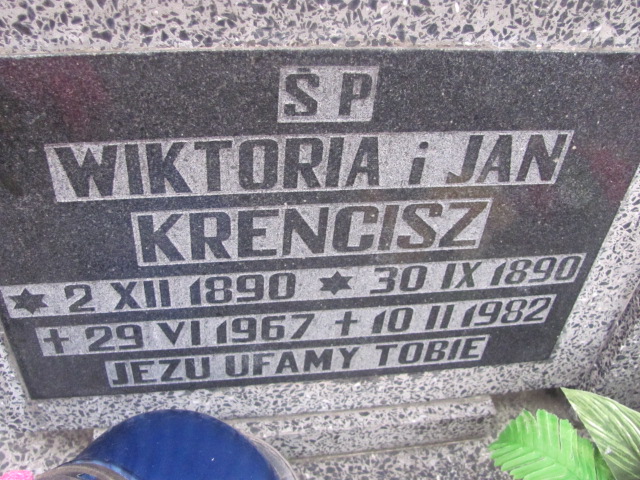 ŚP
WIKTORIA i JAN
KRENCISZ
✶ 2 XII 1890 ✶ 30 IX 1890
+ 29 VI 1967 + 10 II 1982
JEZU UFAMY TOBIE